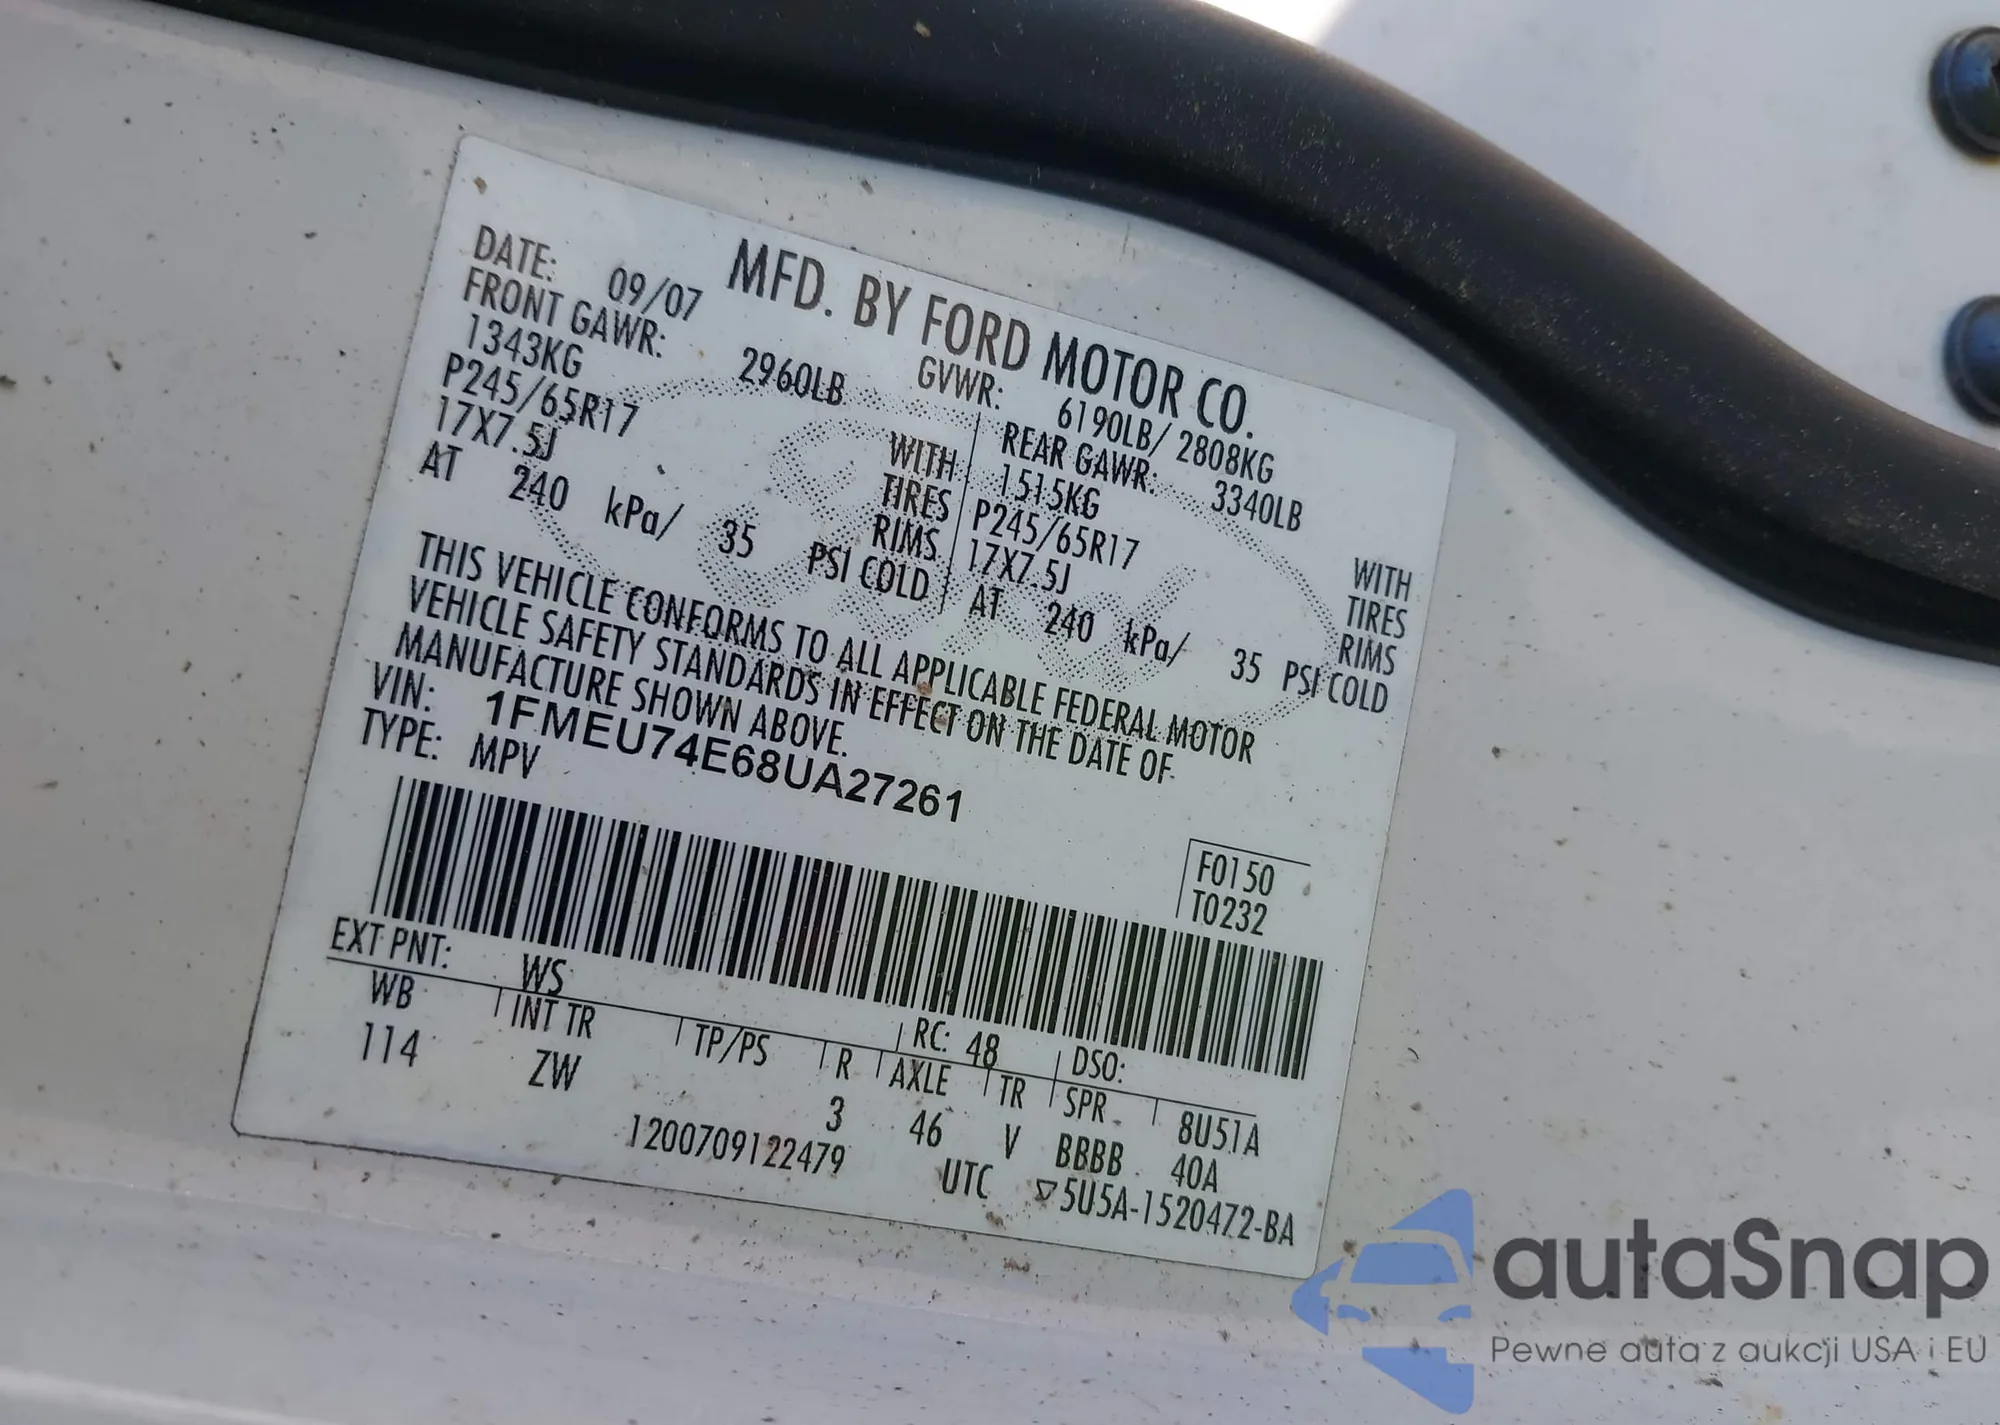 MFD. BY FORD MOTOR CO.
DATE: 09/07 GVWR: 6190LB/ 2808KG
FRONT GAWR: 2960LB REAR GAWR: 3340LB
1343KG WITH 1515KG WITH
P245/65R17 TIRES P245/65R17 TIRES
17X7.5J RIMS 17X7.5J RIMS
AT 240 kPa/ 35 PSI COLD AT 240 kPa/ 35 PSI COLD
THIS VEHICLE CONFORMS TO ALL APPLICABLE FEDERAL MOTOR
VEHICLE SAFETY STANDARDS IN EFFECT ON THE DATE OF
MANUFACTURE SHOWN ABOVE.
VIN: 1FMEU74E68UA27261
TYPE: MPV
F0150
T0232
EXT PNT: WS RC: 48 DSO:
WB INT TR TP/PS R AXLE TR SPR 8U51A
114 ZW 3 46 V BBBB 40A
1200709122479 UTC ▽5U5A-1520472-BA
autaSnap
Pewne auta z aukcji USA i EU